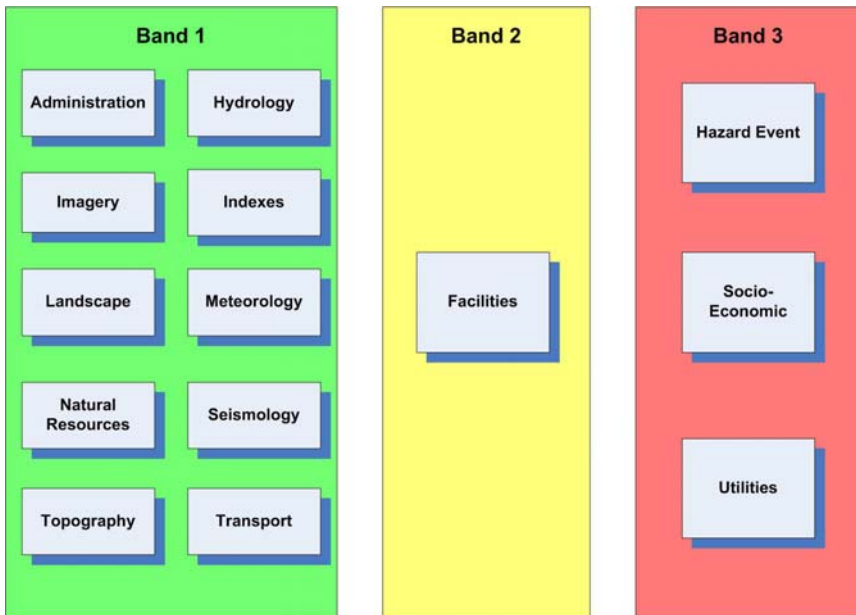 Band 1
Administration
Hydrology
Imagery
Indexes
Landscape
Meteorology
Natural
Resources
Seismology
Topography
Transport
Band 2
Facilities
Band 3
Hazard Event
Socio-
Economic
Utilities